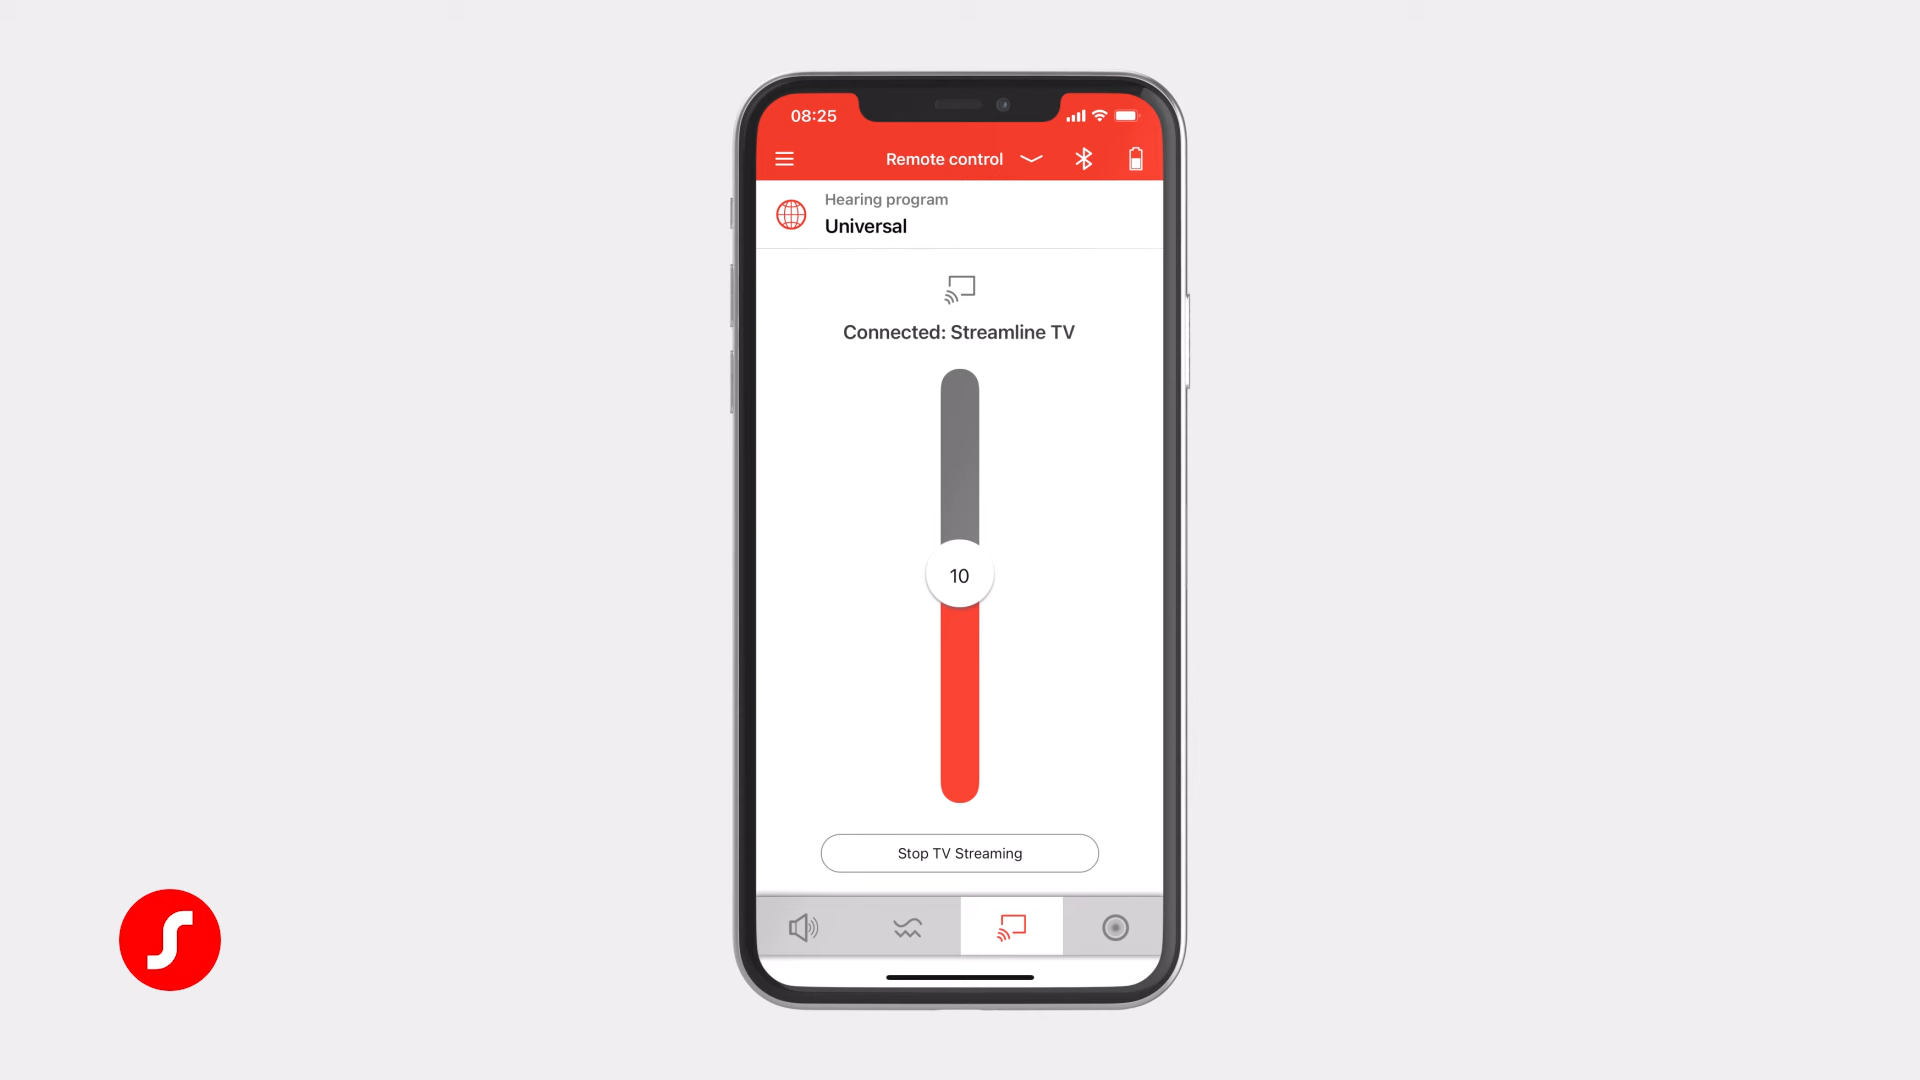 08:25
Remote control
Hearing program
Universal
Connected: Streamline TV
10
Stop TV Streaming